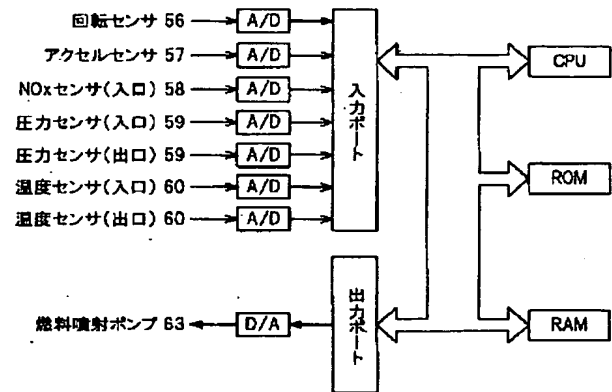 回転センサ 56 A/D
アクセルセンサ 57 A/D
NOxセンサ(入口) 58 A/D
圧力センサ(入口) 59 A/D
圧力センサ(出口) 59 A/D
温度センサ(入口) 60 A/D
温度センサ(出口) 60 A/D
入力ポート
CPU
ROM
燃料噴射ポンプ 63 D/A
出力ポート
RAM